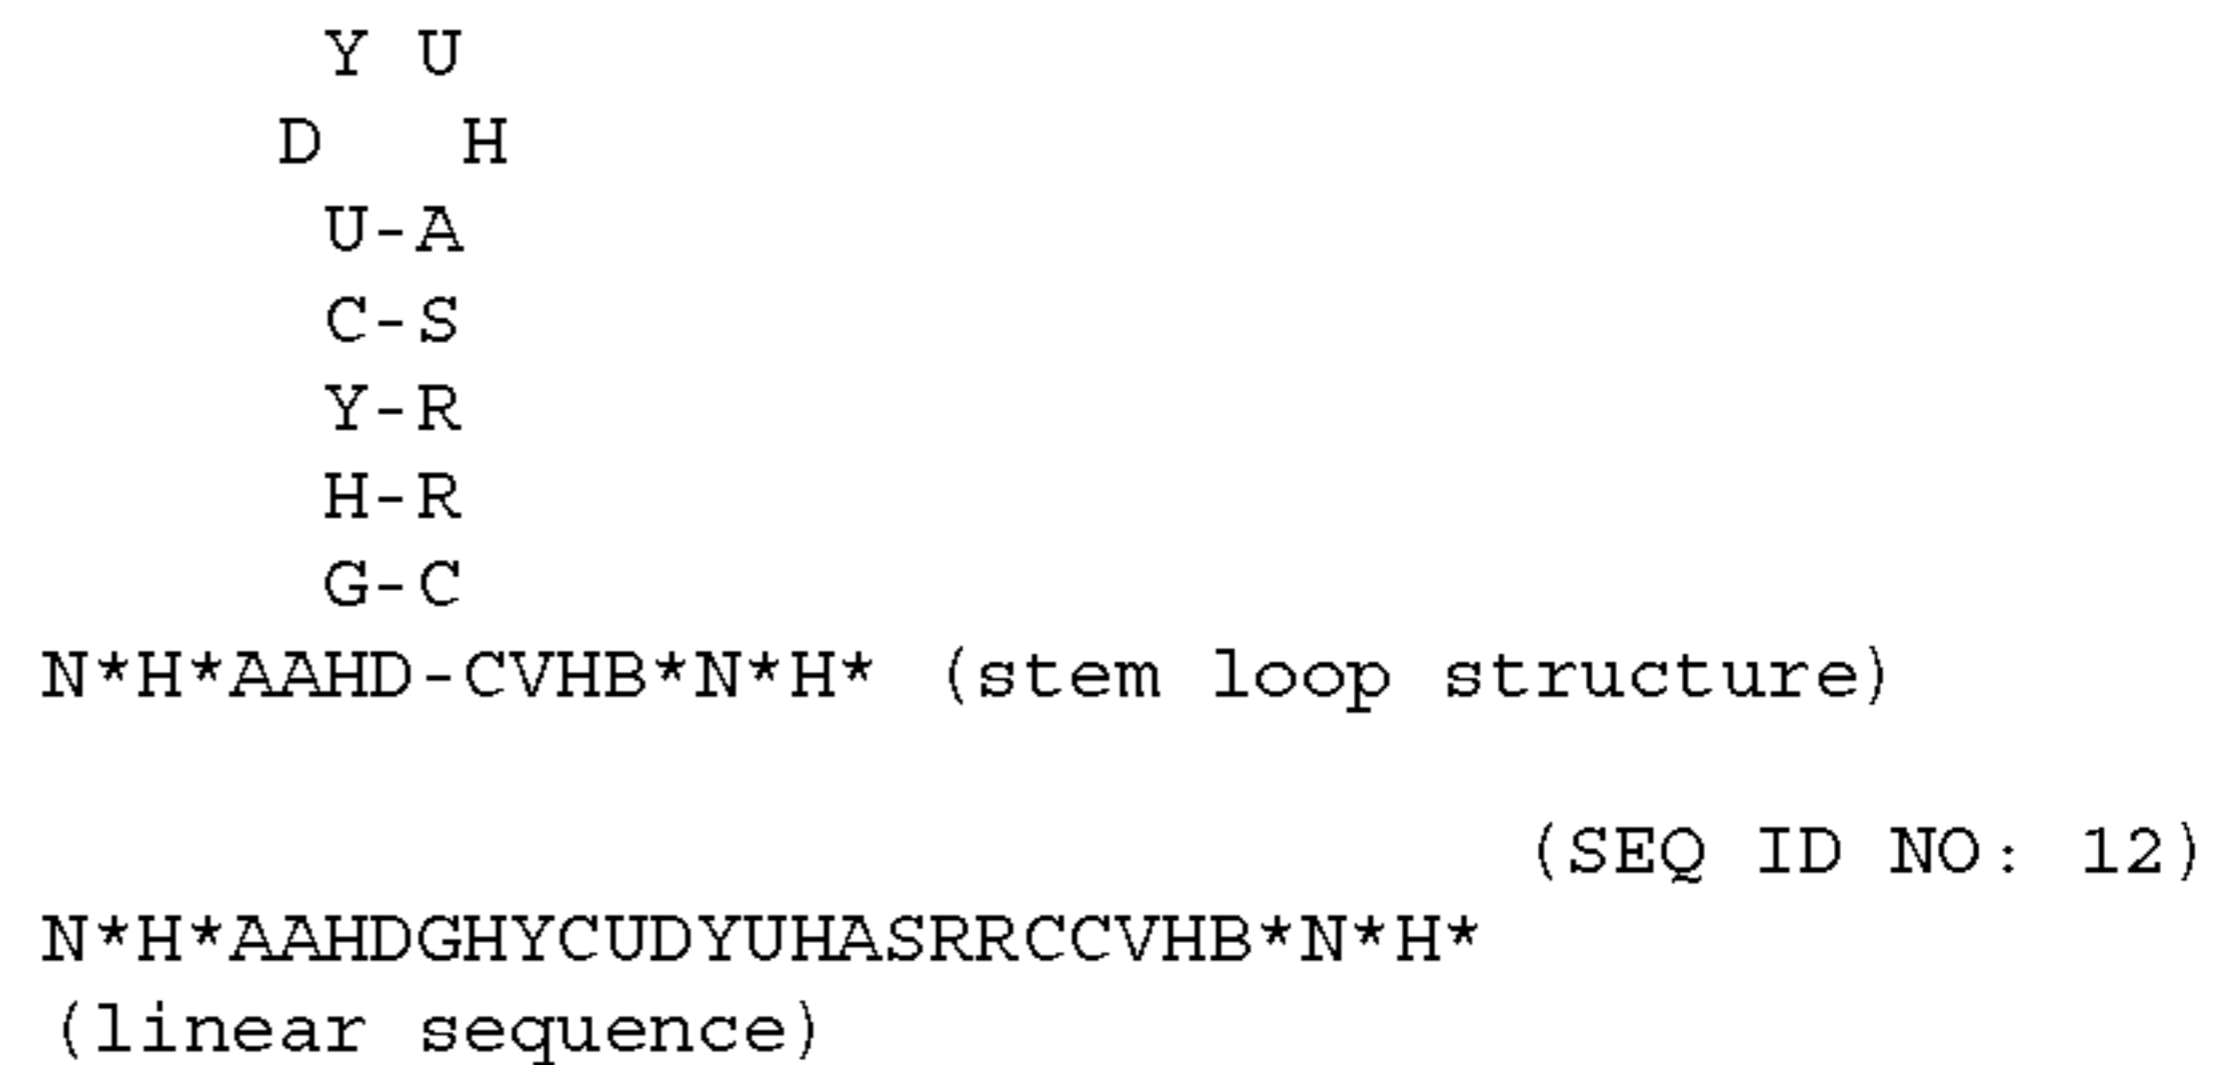 Y U
D H
U-A
C-S
Y-R
H-R
G-C
N*H*AAHD-CVHB*N*H* (stem loop structure)
(SEQ ID NO: 12)
N*H*AAHDGHYCUDYUHASRRCCVHB*N*H*
(linear sequence)